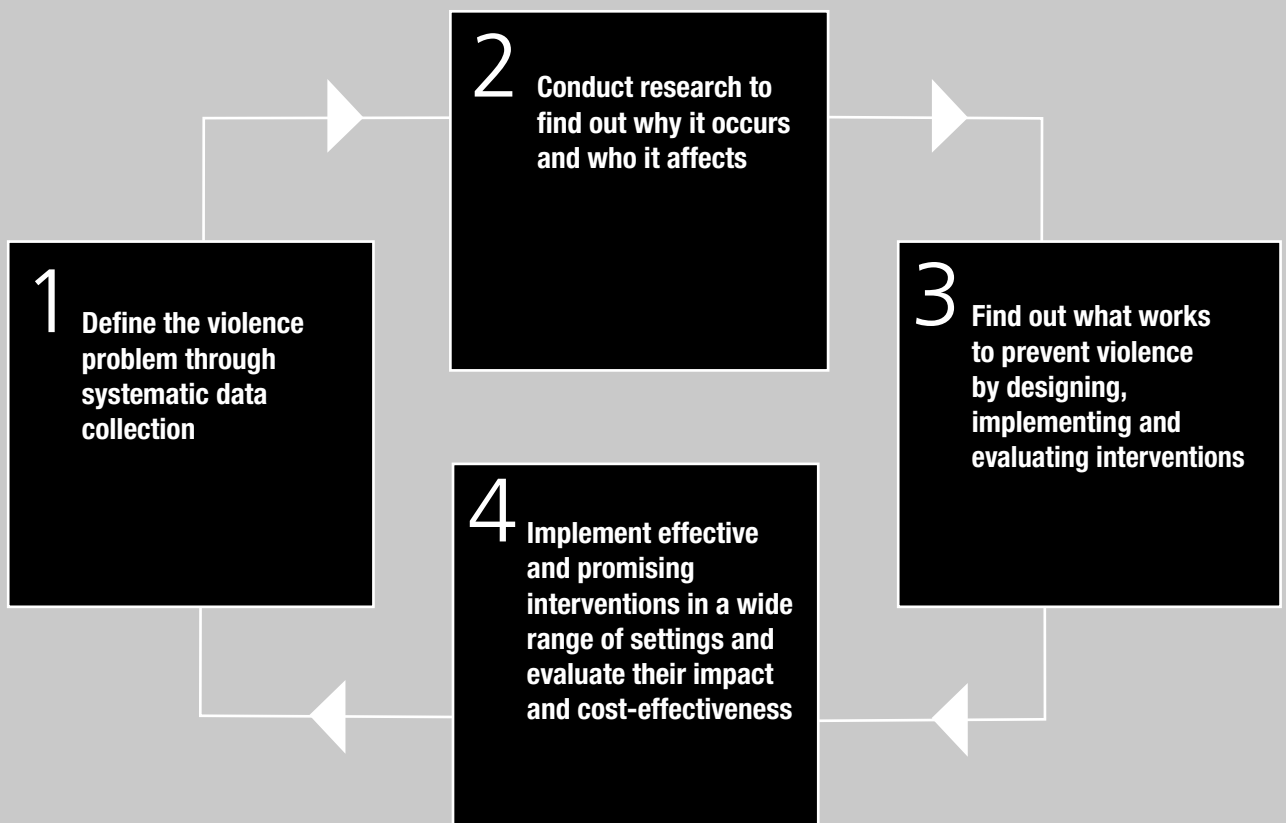 1
Define the violence
problem through
systematic data
collection
2
Conduct research to
find out why it occurs
and who it affects
3
Find out what works
to prevent violence
by designing,
implementing and
evaluating interventions
4
Implement effective
and promising
interventions in a wide
range of settings and
evaluate their impact
and cost-effectiveness